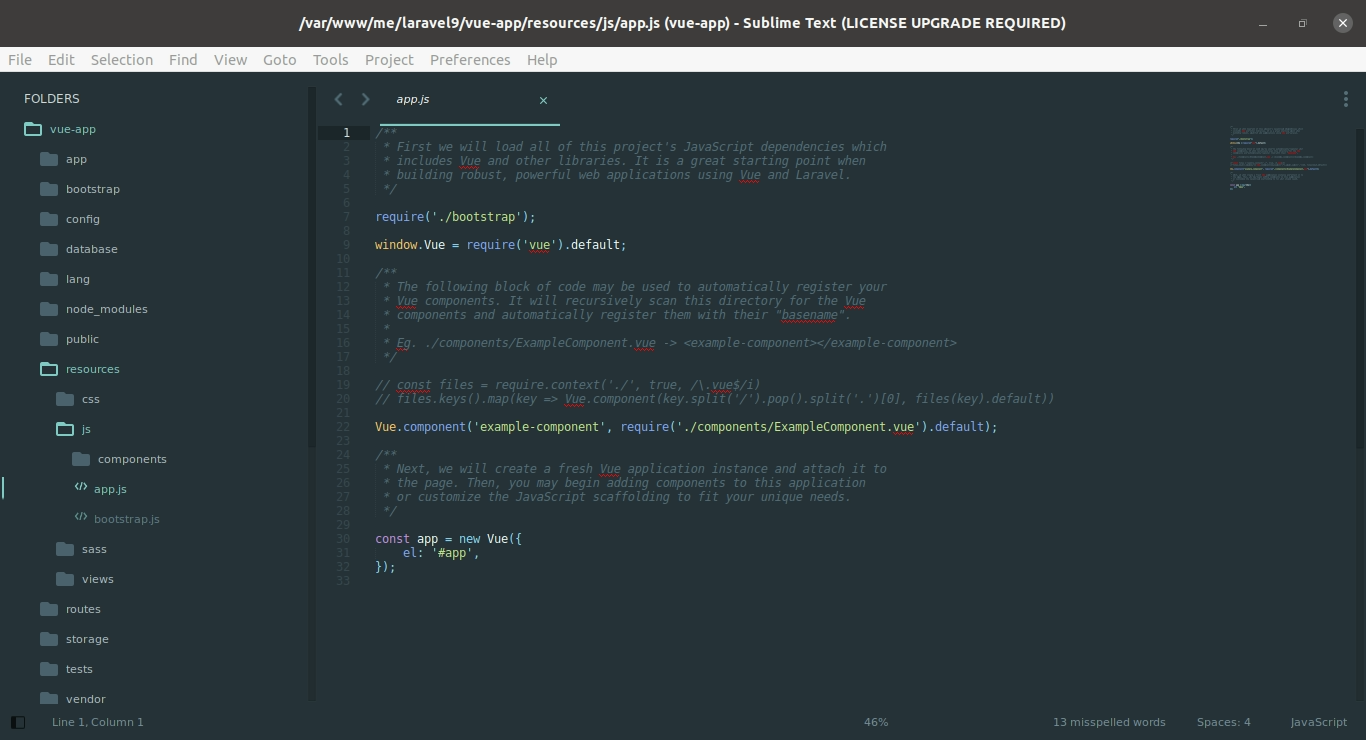 /var/www/me/laravel9/vue-app/resources/js/app.js (vue-app) - Sublime Text (LICENSE UPGRADE REQUIRED)
File Edit Selection Find View Goto Tools Project Preferences Help
FOLDERS
vue-app
app
bootstrap
config
database
lang
node_modules
public
resources
css
js
components
app.js
bootstrap.js
sass
views
routes
storage
tests
vendor
app.js
1 /**
2  * First we will load all of this project's JavaScript dependencies which
3  * includes Vue and other libraries. It is a great starting point when
4  * building robust, powerful web applications using Vue and Laravel.
5  */
6
7 require('./bootstrap');
8
9 window.Vue = require('vue').default;
10
11 /**
12  * The following block of code may be used to automatically register your
13  * Vue components. It will recursively scan this directory for the Vue
14  * components and automatically register them with their "basename".
15  *
16  * Eg. ./components/ExampleComponent.vue -> <example-component></example-component>
17  */
18
19 // const files = require.context('./', true, /\.vue$/i)
20 // files.keys().map(key => Vue.component(key.split('/').pop().split('.')[0], files(key).default))
21
22 Vue.component('example-component', require('./components/ExampleComponent.vue').default);
23
24 /**
25  * Next, we will create a fresh Vue application instance and attach it to
26  * the page. Then, you may begin adding components to this application
27  * or customize the JavaScript scaffolding to fit your unique needs.
28  */
29
30 const app = new Vue({
31     el: '#app',
32 });
33
Line 1, Column 1 46% 13 misspelled words Spaces: 4 JavaScript